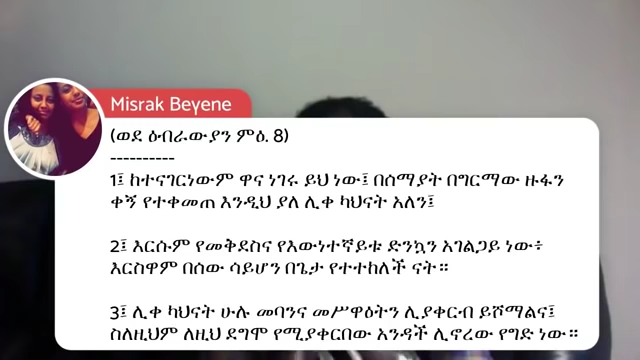 Misrak Beyene
(ወደ ዕብራውያን ምዕ. 8)
----------
1፤ ከተናገርነውም ዋና ነገሩ ይህ ነው፤ በሰማያት በግርማው ዙፋን
ቀኝ የተቀመጠ እንዲህ ያለ ሊቀ ካህናት አለን፤
2፤ እርሱም የመቅደስና የእውነተኛይቱ ድንኳን አገልጋይ ነው፥
እርስዋም በሰው ሳይሆን በጌታ የተተከለች ናት።
3፤ ሊቀ ካህናት ሁሉ መባንና መሥዋዕትን ሊያቀርብ ይሾማልና፤
ስለዚህም ለዚህ ደግሞ የሚያቀርበው አንዳች ሊኖረው የግድ ነው።